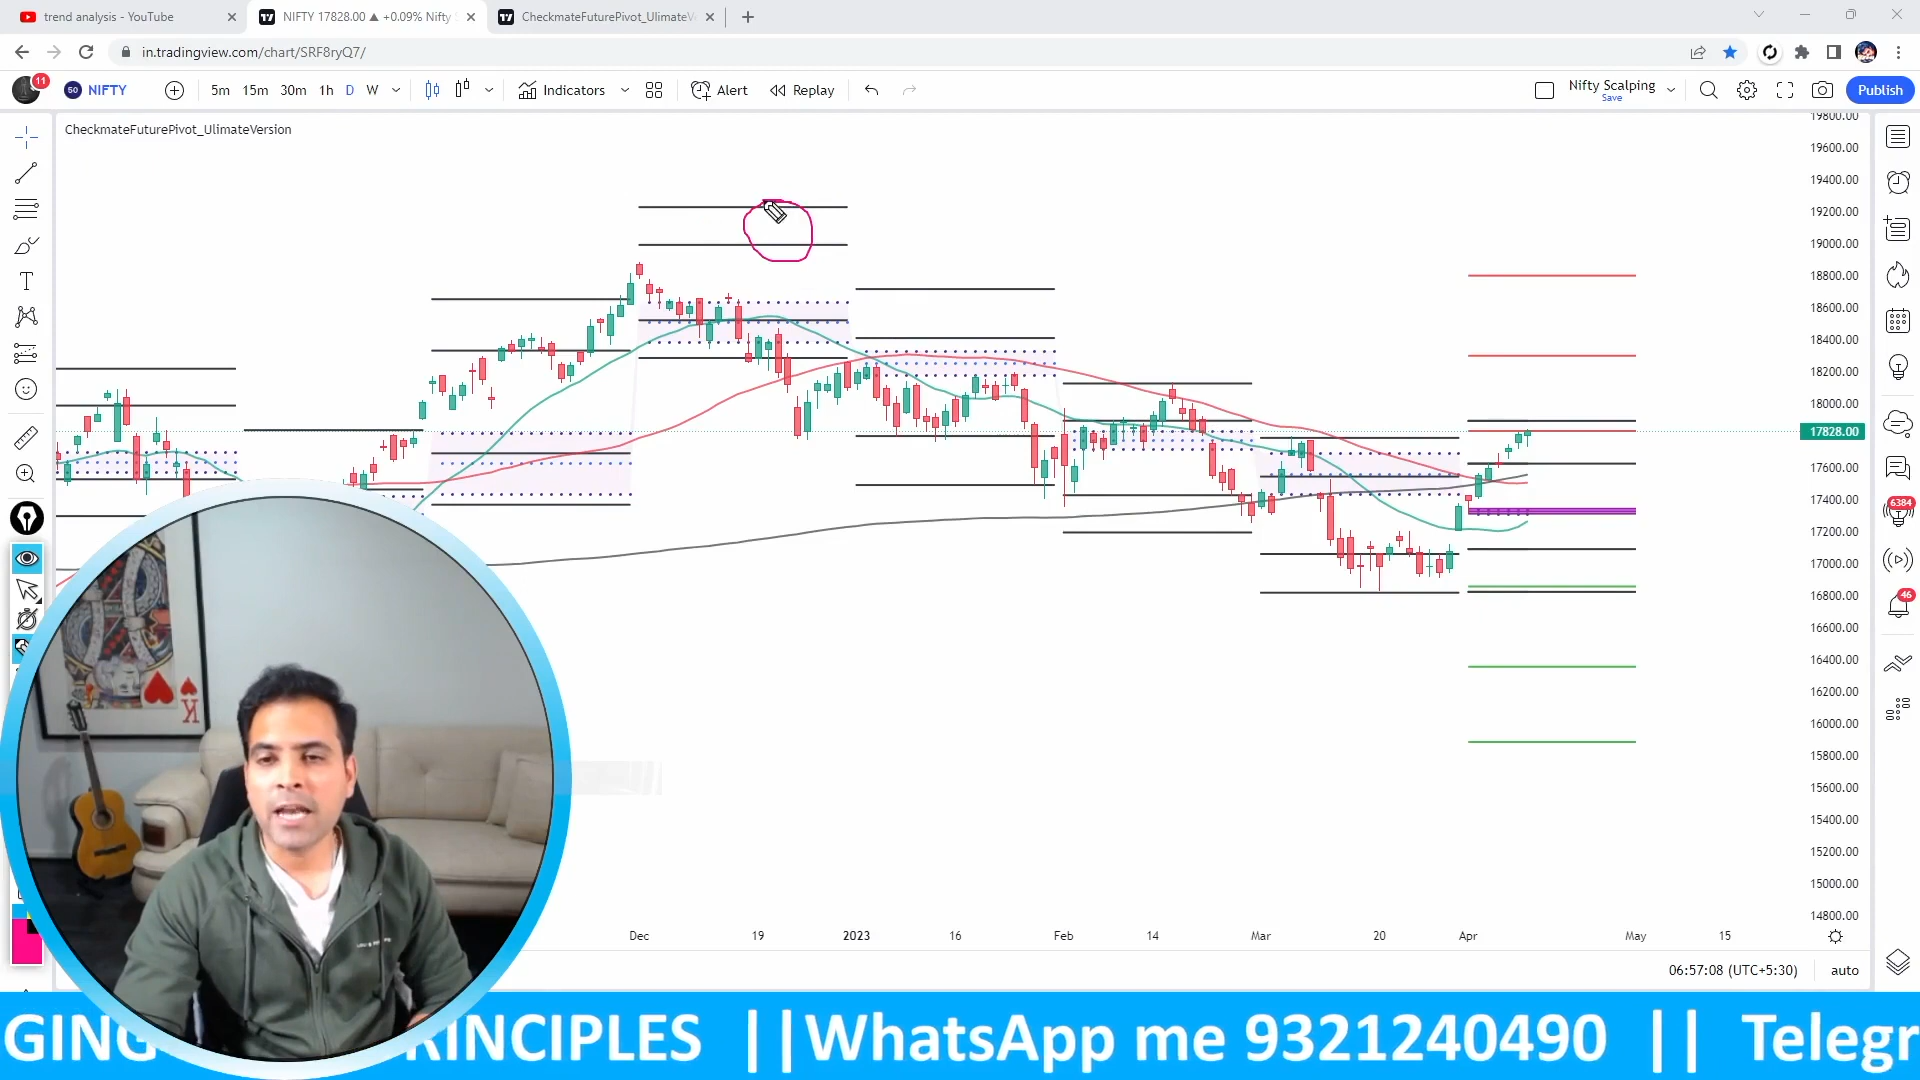 trend analysis - YouTube
NIFTY 17828.00 ▲ +0.09% Nifty
CheckmateFuturePivot_UlimateV
in.tradingview.com/chart/SRF8ryQ7/
11
50 NIFTY 5m 15m 30m 1h D W Indicators Alert Replay Nifty Scalping Publish
Save
CheckmateFuturePivot_UlimateVersion
19800.00
19600.00
19400.00
19200.00
19000.00
18800.00
18600.00
18400.00
18200.00
18000.00
17828.00
17600.00
17400.00
6384
17200.00
17000.00
16800.00
46
16600.00
16400.00
16200.00
16000.00
15800.00
15600.00
15400.00
15200.00
15000.00
14800.00
Dec 19 2023 16 Feb 14 Mar 20 Apr May 15
06:57:08 (UTC+5:30) auto
K
GING RINCIPLES || WhatsApp me 9321240490 || Telegr